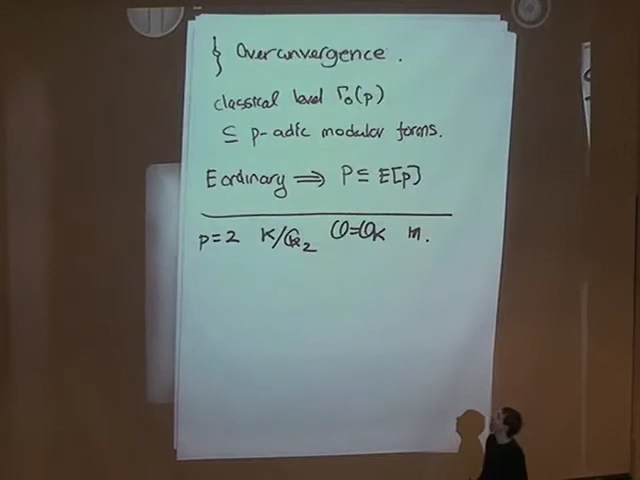 § Overconvergence.
classical level Γ₀(p)
⊆ p-adic modular forms.
E ordinary ⟹ P ⊆ E[p]
p=2 K/ℚ₂ O=O_K m.